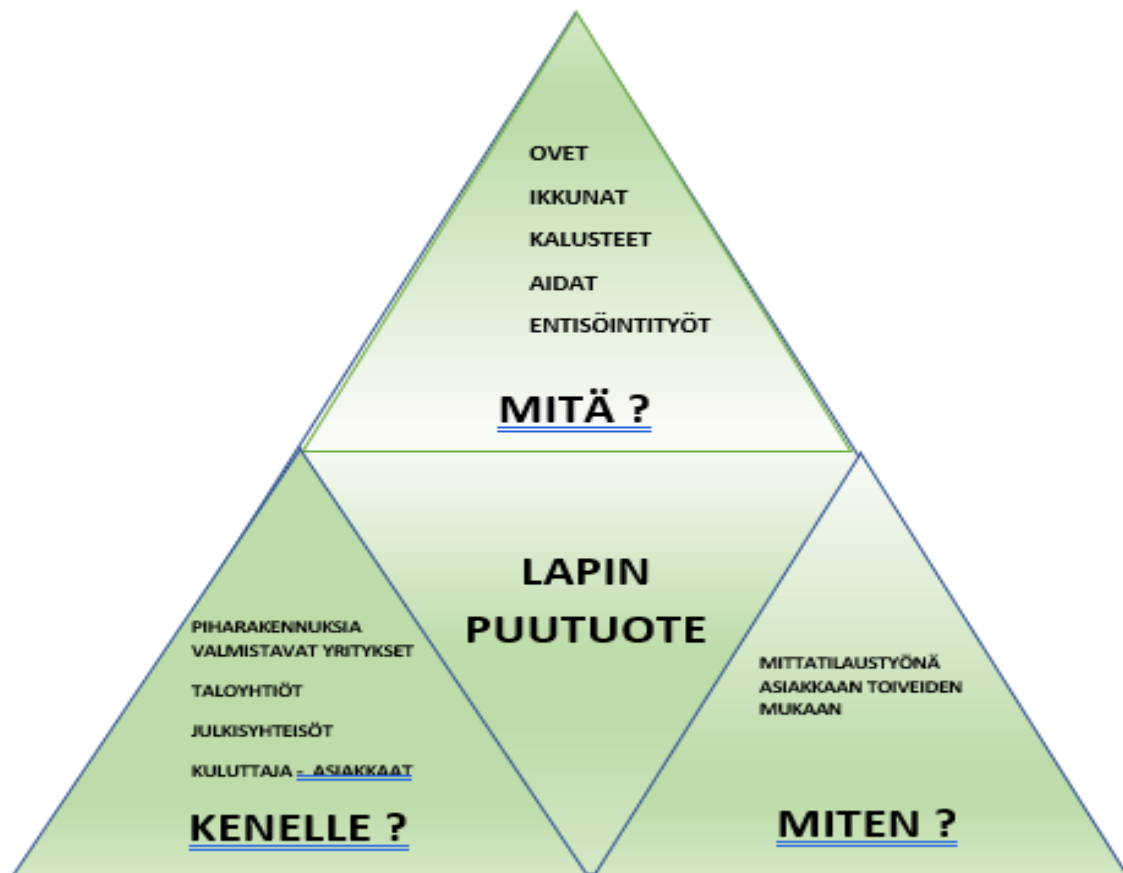 OVET
IKKUNAT
KALUSTEET
AIDAT
ENTISÖINTITYÖT
MITÄ ?
LAPIN
PUUTUOTE
PIHARAKENNUKSIA
VALMISTAVAT YRITYKSET
TALOYHTIÖT
JULKISYHTEISÖT
KULUTTAJA - ASIAKKAAT
KENELLE ?
MITTATILAUSTYÖNÄ
ASIAKKAAN TOIVEIDEN
MUKAAN
MITEN ?